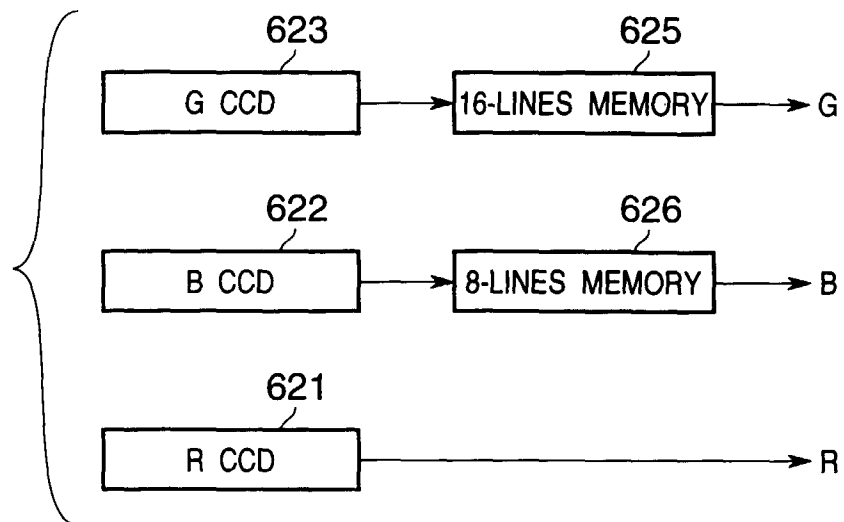 623
625
G CCD
16-LINES MEMORY
G
622
626
B CCD
8-LINES MEMORY
B
621
R CCD
R